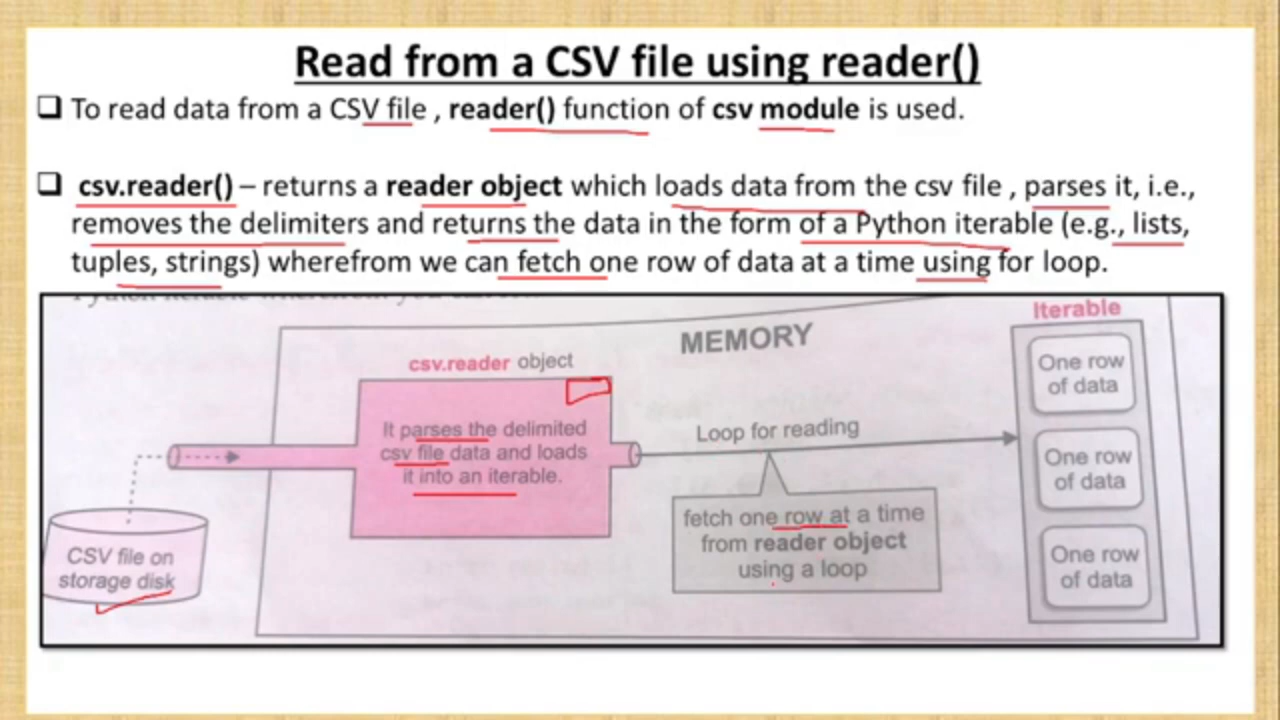 Read from a CSV file using reader()
To read data from a CSV file , reader() function of csv module is used.
csv.reader() – returns a reader object which loads data from the csv file , parses it, i.e.,
removes the delimiters and returns the data in the form of a Python iterable (e.g., lists,
tuples, strings) wherefrom we can fetch one row of data at a time using for loop.
MEMORY
Iterable
csv.reader object
It parses the delimited
csv file data and loads
it into an iterable.
Loop for reading
fetch one row at a time
from reader object
using a loop
CSV file on
storage disk
One row
of data
One row
of data
One row
of data